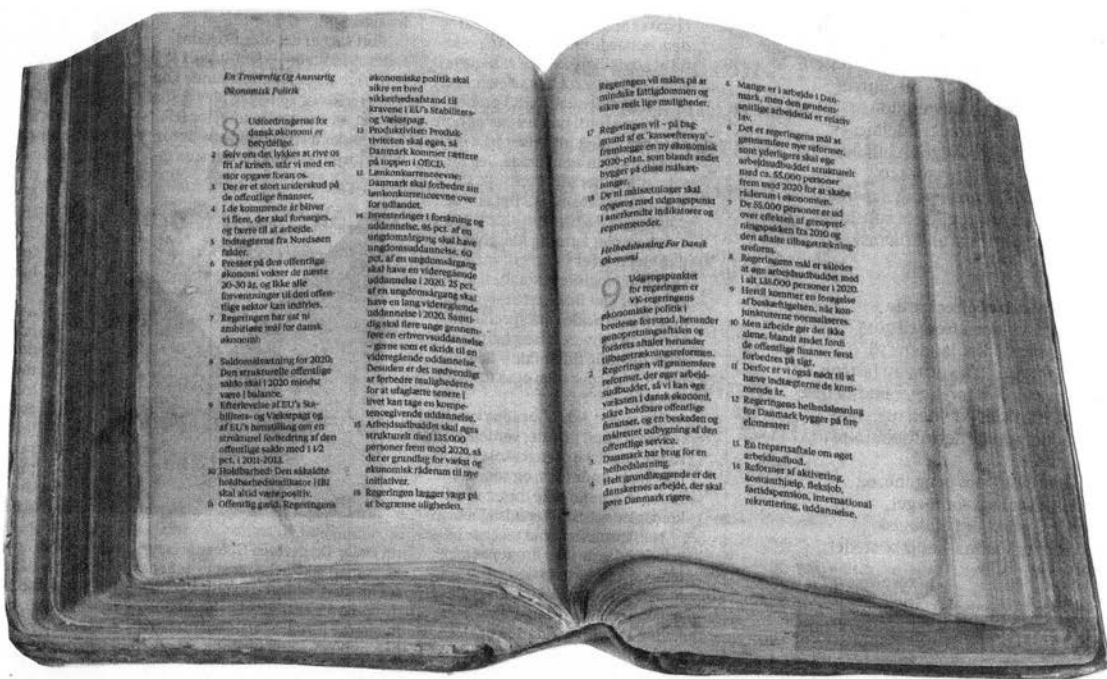 En Troværdig Og Ansvarlig
Økonomisk Politik
8 Udfordringerne for
dansk økonomi er
betydelige.
2 Selv om det lykkes at rive os
fri af krisen, står vi med en
stor opgave foran os.
3 Der er et stort underskud på
de offentlige finanser.
4 I de kommende år bliver
vi flere, der skal forsørges,
og færre til at arbejde.
5 Indtægterne fra Nordsøen
falder.
6 Presset på den offentlige
økonomi vokser de næste
20-30 år, og ikke alle
forventninger til den offen-
tlige sektor kan indfries.
7 Regeringen har sat ni
ambitiøse mål for dansk
økonomi:
8 Saldomålsætning for 2020:
Den strukturelle offentlige
saldo skal i 2020 mindst
være i balance.
9 Efterlevelse af EU's Sta-
bilitets- og Vækstpagt og
af EU's henstilling om en
strukturel forbedring af den
offentlige saldo med 1 1/2
pct. i 2011-2013.
10 Holdbarhed: Den såkaldte
holdbarhedsindikator (HBI)
skal altid være positiv.
11 Offentlig gæld. Regeringens
økonomiske politik skal
sikre en bred
sikkerhedsafstand til
kravene i EU's Stabilitets-
og Vækstpagt.
12 Produktivitet: Produk-
tiviteten skal øges, så
Danmark kommer tættere
på toppen i OECD.
13 Lønkonkurrenceevne:
Danmark skal forbedre sin
lønkonkurrenceevne over
for udlandet.
14 Investeringer i forskning og
uddannelse. 95 pct. af en
ungdomsårgang skal have
en ungdomsuddannelse. 60
pct. af en ungdomsårgang
skal have en videregående
uddannelse i 2020. 25 pct.
af en ungdomsårgang skal
have en lang videregående
uddannelse i 2020. Samti-
dig skal flere unge gennem-
føre en erhvervsuddannelse
- gerne som et skridt til en
videregående uddannelse.
Desuden er det nødvendigt
at forbedre mulighederne
for at ufaglærte senere i
livet kan tage en kompe-
tencegivende uddannelse.
15 Arbejdsudbuddet skal øges
strukturelt med 135.000
personer frem mod 2020, så
der er grundlag for vækst og
økonomisk råderum til nye
initiativer.
16 Regeringen lægger vægt på
at begrænse uligheden.
Regeringen vil måles på at
mindske fattigdommen og
sikre reelt lige muligheder.
17 Regeringen vil – på bag-
grund af et "kasseeftersyn" –
fremlægge en ny økonomisk
2020-plan, som blandt andet
bygger på disse målsæt-
ninger.
18 De ni målsætninger skal
opgøres med udgangspunkt
i anerkendte indikatorer og
regnemetoder.
Helhedsløsning For Dansk
Økonomi
9 Udgangspunktet
for regeringen er
VK-regeringens
økonomiske politik i
bredeste forstand, herunder
genopretningsaftalen og
forårets aftaler herunder
tilbagetrækningsreformen.
2 Regeringen vil gennemføre
reformer, der øger arbejd-
sudbuddet, så vi kan øge
væksten i dansk økonomi,
sikre holdbare offentlige
finanser, og en beskeden og
målrettet udbygning af den
offentlige service.
3 Danmark har brug for en
helhedsløsning.
4 Helt grundlæggende er det
danskernes arbejde, der skal
gøre Danmark rigere.
5 Mange er i arbejde i Dan-
mark, men den gennem-
snitlige arbejdstid er relativ
lav.
6 Det er regeringens mål at
gennemføre nye reformer,
som yderligere skal øge
arbejdsudbuddet strukturelt
med ca. 55.000 personer
frem mod 2020 for at skabe
råderum i økonomien.
7 De 55.000 personer er ud
over effekten af genopret-
ningspakken fra 2010 og
den aftalte tilbagetrækning-
sreform.
8 Regeringens mål er således
at øge arbejdsudbuddet med
i alt 135.000 personer i 2020.
9 Hertil kommer en forøgelse
af beskæftigelsen, når kon-
junkturerne normaliseres.
10 Men arbejde gør det ikke
alene, blandt andet fordi
de offentlige finanser først
forbedres på sigt.
11 Derfor er vi også nødt til at
hæve indtægterne de kom-
mende år.
12 Regeringens helhedsløsning
for Danmark bygger på fire
elementer:
13 En trepartsaftale om øget
arbejdsudbud.
14 Reformer af aktivering,
kontanthjælp, fleksjob,
førtidspension, international
rekruttering, uddannelse,